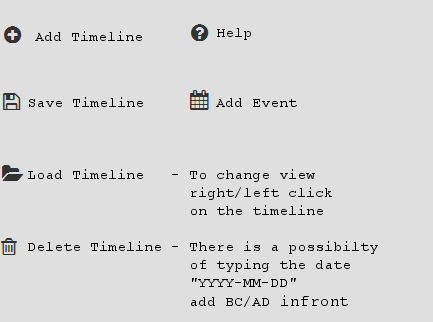 Add Timeline
Help
Save Timeline
Add Event
Load Timeline - To change view
right/left click
on the timeline
Delete Timeline - There is a possibilty
of typing the date
"YYYY-MM-DD"
add BC/AD infront